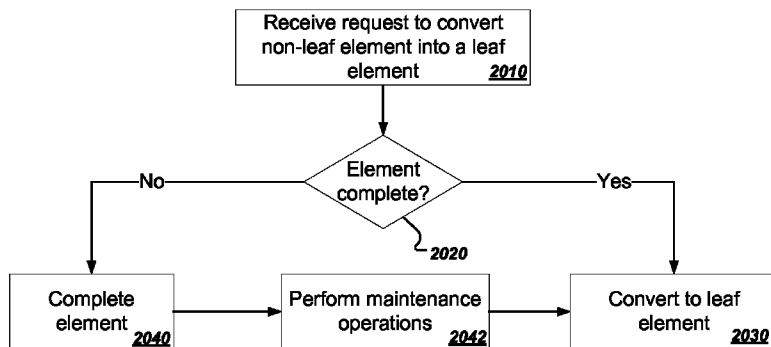 Receive request to convert
non-leaf element into a leaf
element 2010
Element
complete?
No
Yes
2020
Complete
element 2040
Perform maintenance
operations 2042
Convert to leaf
element 2030